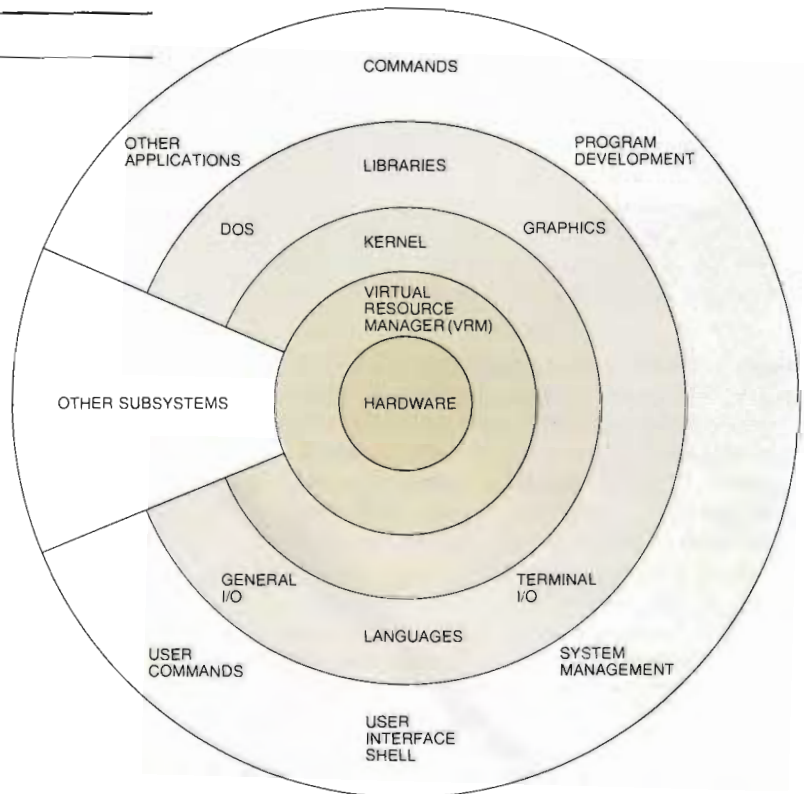 COMMANDS
OTHER
APPLICATIONS
PROGRAM
DEVELOPMENT
LIBRARIES
DOS
GRAPHICS
KERNEL
VIRTUAL
RESOURCE
MANAGER (VRM)
OTHER SUBSYSTEMS
HARDWARE
GENERAL
I/O
TERMINAL
I/O
LANGUAGES
USER
COMMANDS
SYSTEM
MANAGEMENT
USER
INTERFACE
SHELL